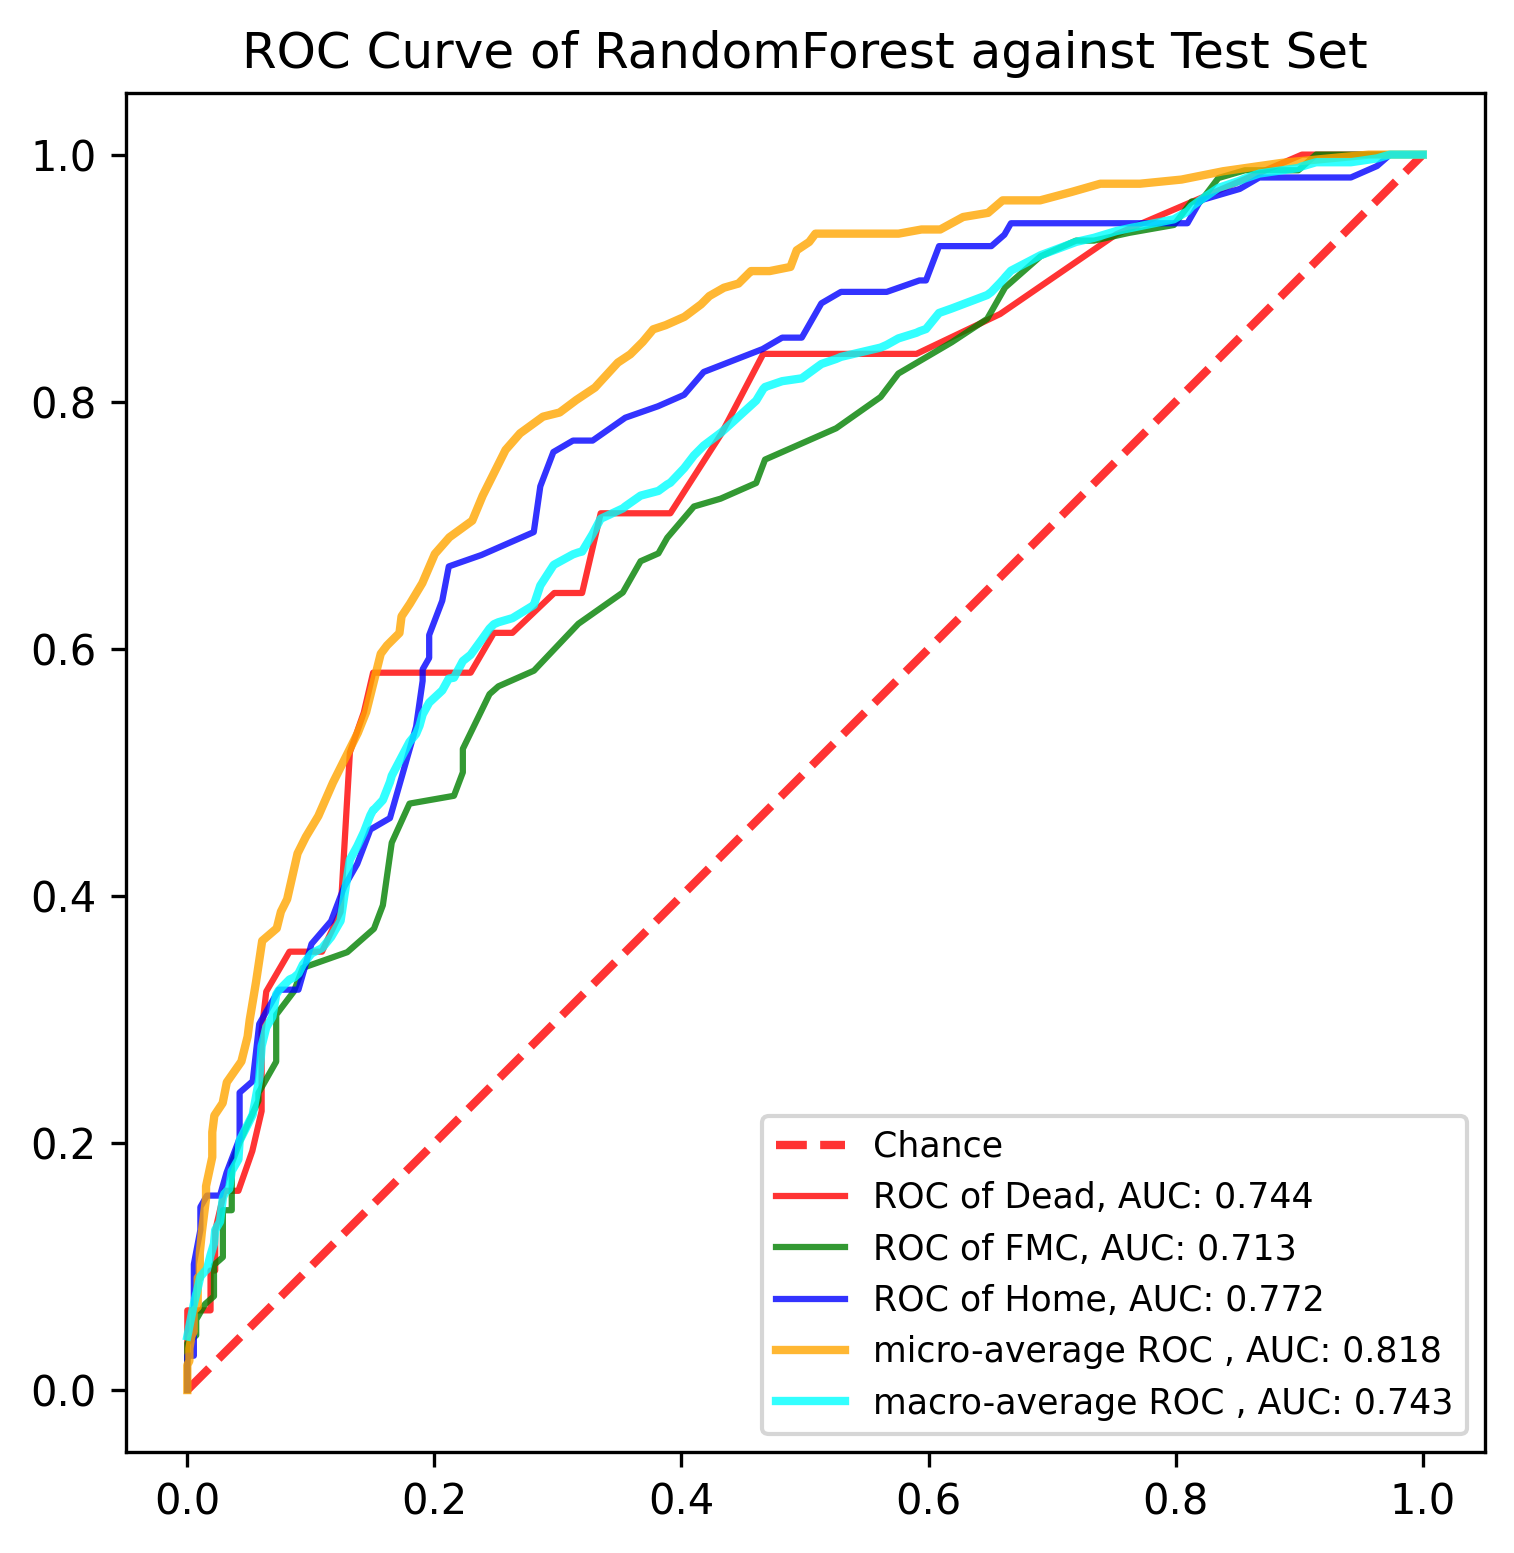 ROC Curve of RandomForest against Test Set
1.0
0.8
0.6
0.4
0.2
0.0
Chance
ROC of Dead, AUC: 0.744
ROC of FMC, AUC: 0.713
ROC of Home, AUC: 0.772
micro-average ROC , AUC: 0.818
macro-average ROC , AUC: 0.743
0.0 0.2 0.4 0.6 0.8 1.0